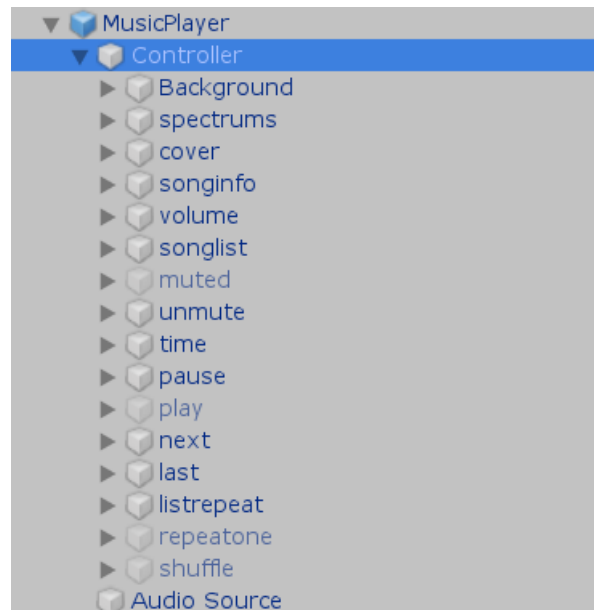 MusicPlayer
Controller
Background
spectrums
cover
songinfo
volume
songlist
muted
unmute
time
pause
play
next
last
listrepeat
repeatone
shuffle
Audio Source